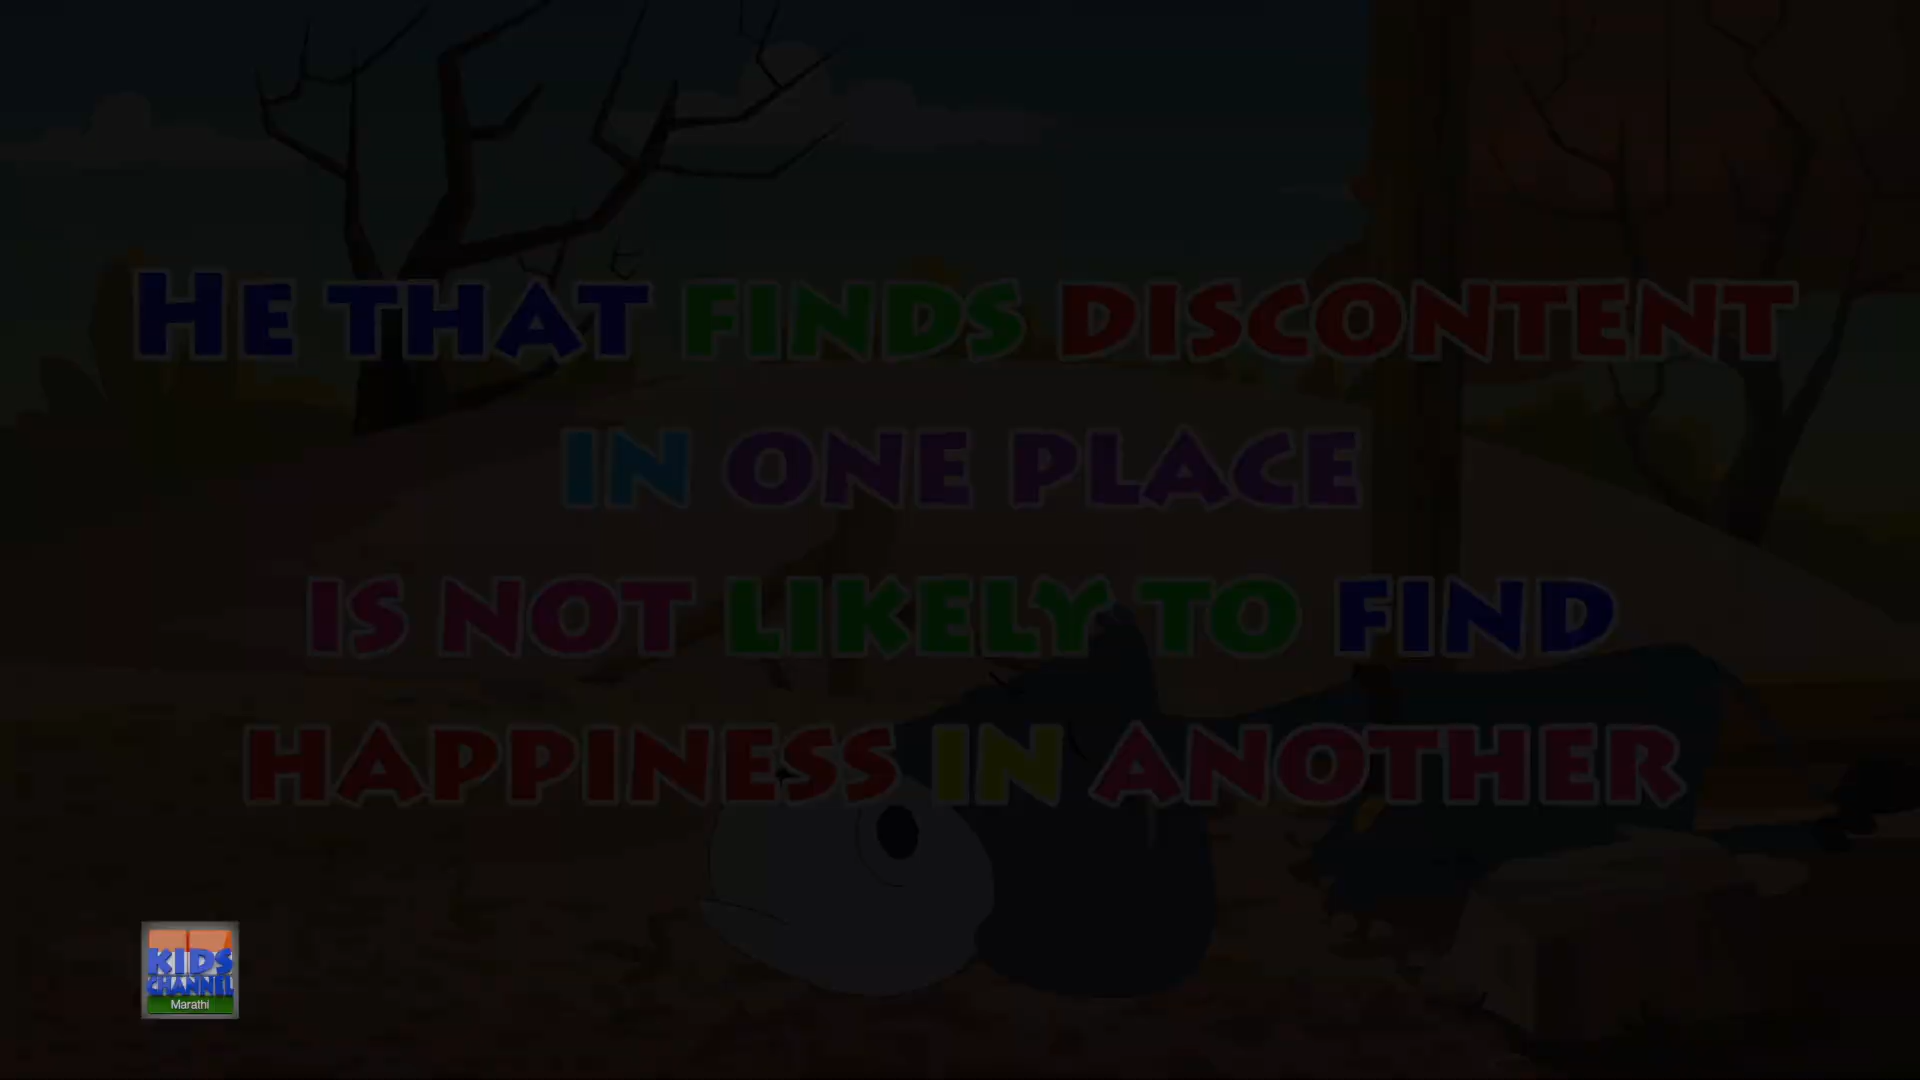 HE THAT FINDS DISCONTENT
IN ONE PLACE
IS NOT LIKELY TO FIND
HAPPINESS IN ANOTHER
KIDS
CHANNEL
Marathi